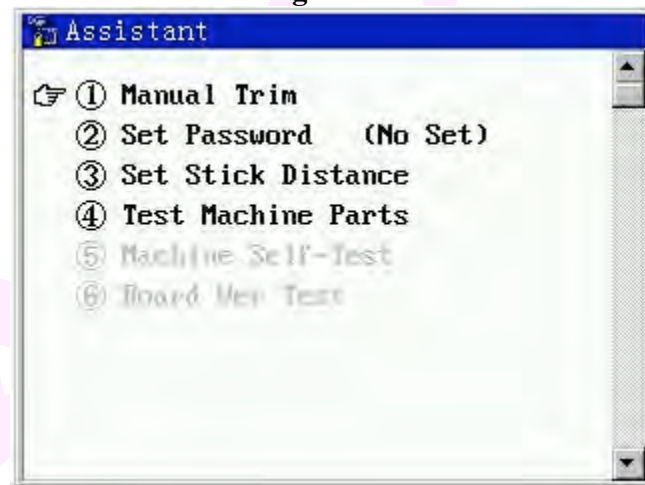 Assistant
① Manual Trim
② Set Password (No Set)
③ Set Stick Distance
④ Test Machine Parts
⑤ Machine Self-Test
⑥ Board Ver Test